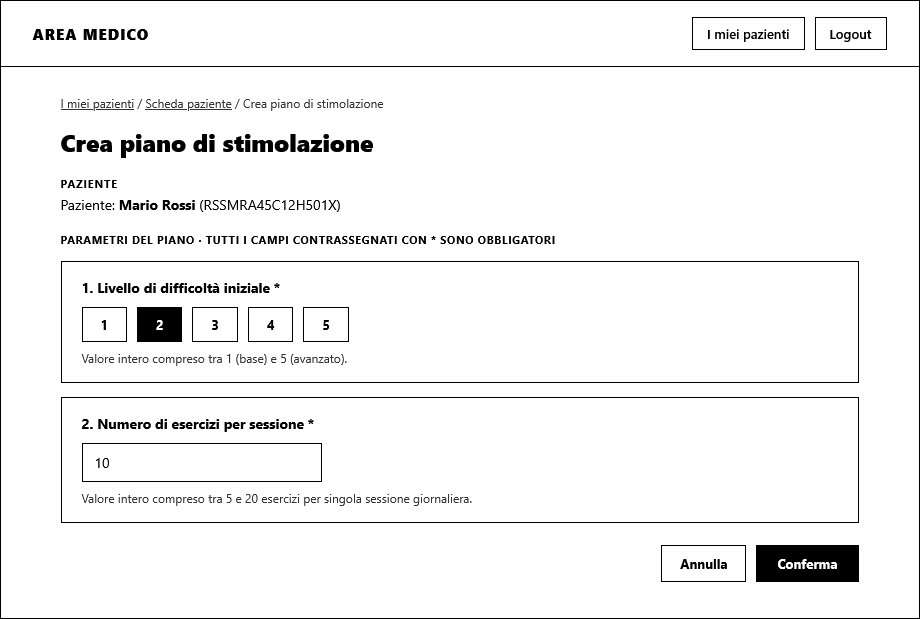 AREA MEDICO
I miei pazienti
Logout
I miei pazienti / Scheda paziente / Crea piano di stimolazione
Crea piano di stimolazione
PAZIENTE
Paziente: Mario Rossi (RSSMRA45C12H501X)
PARAMETRI DEL PIANO · TUTTI I CAMPI CONTRASSEGNATI CON * SONO OBBLIGATORI
1. Livello di difficoltà iniziale *
1 2 3 4 5
Valore intero compreso tra 1 (base) e 5 (avanzato).
2. Numero di esercizi per sessione *
10
Valore intero compreso tra 5 e 20 esercizi per singola sessione giornaliera.
Annulla
Conferma